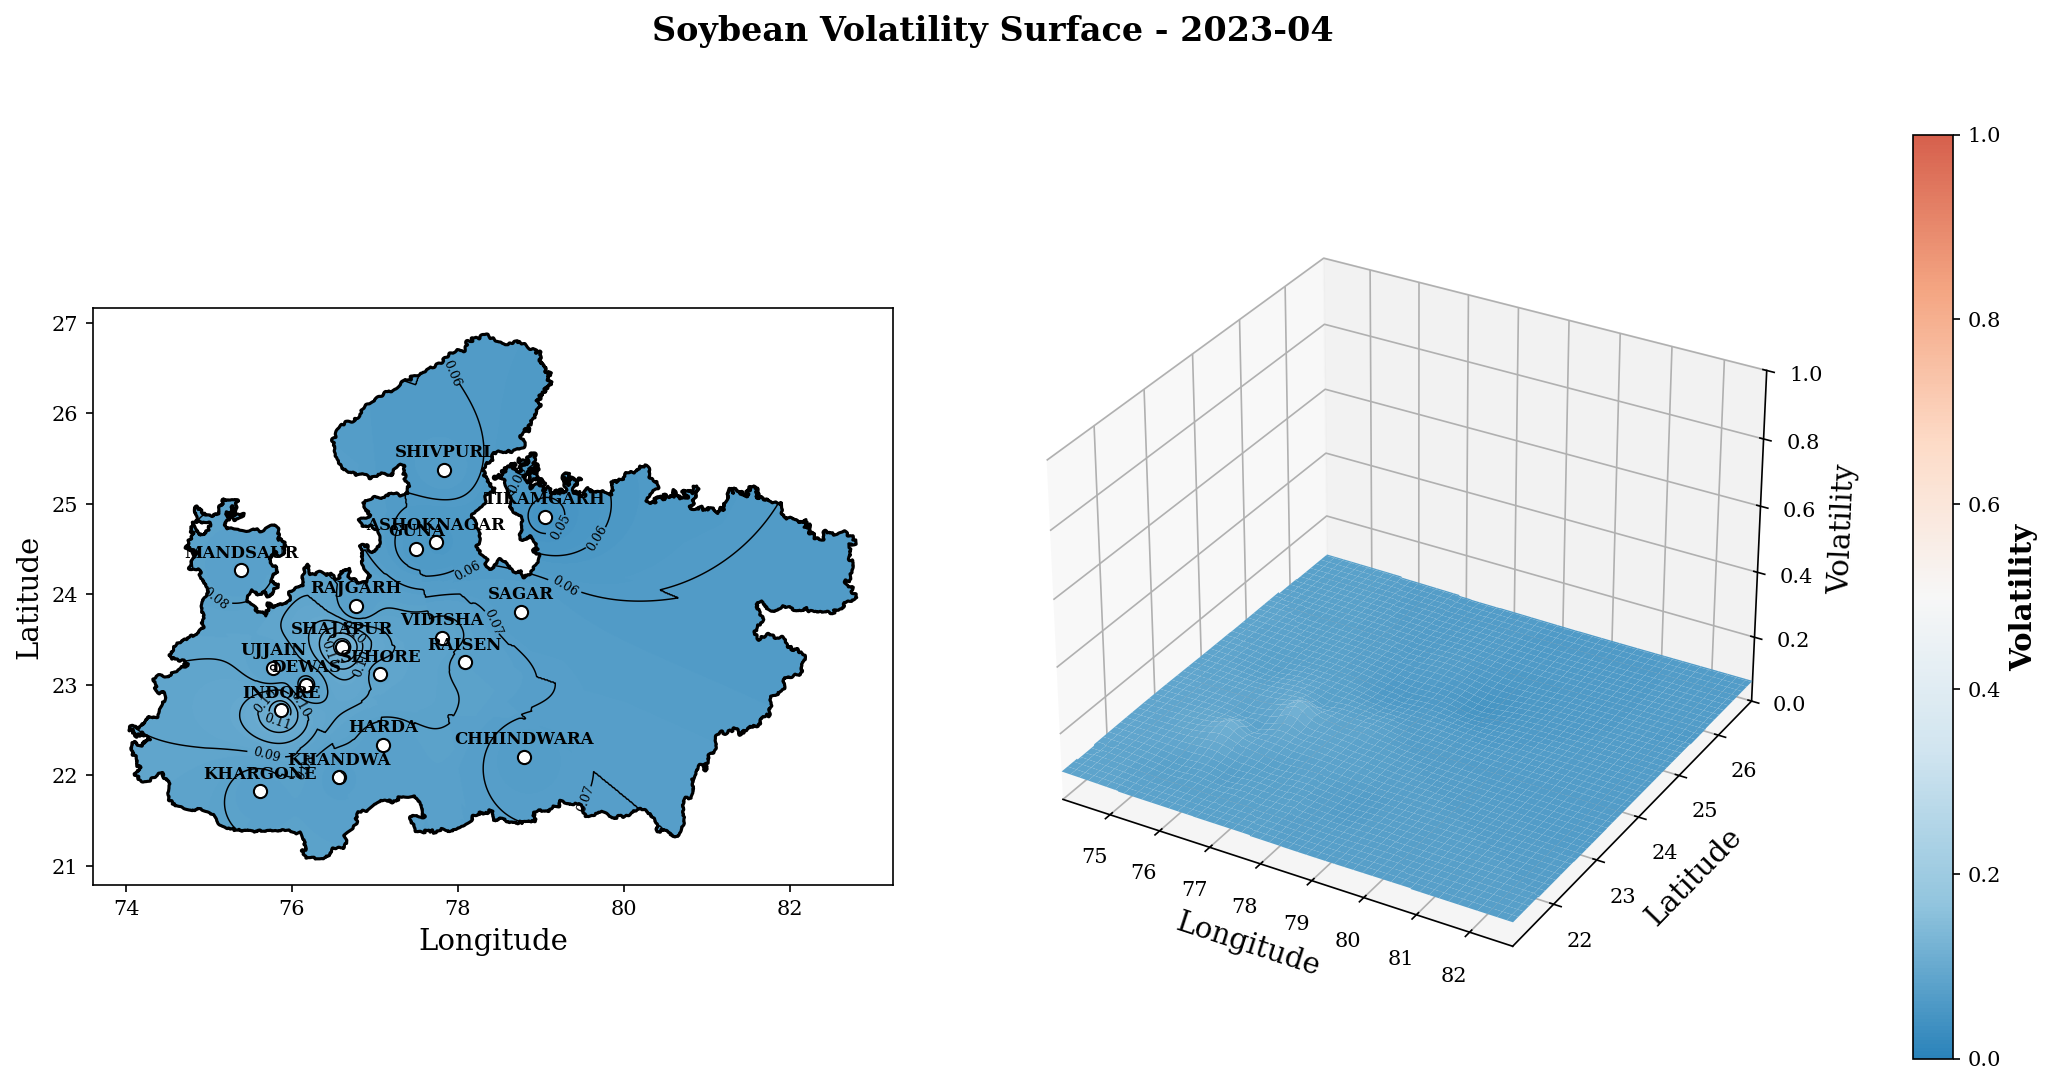 Soybean Volatility Surface - 2023-04
27
26
25
24
23
22
21
Latitude
74
76
78
80
82
Longitude
SHIVPURI
TIKAMGARH
ASHOKNAGAR
GUNA
MANDSAUR
RAJGARH
SAGAR
SHAJAPUR
VIDISHA
UJJAIN
SEHORE
RAISEN
DEWAS
INDORE
HARDA
CHHINDWARA
KHANDWA
KHARGONE
0.06
0.05
0.06
0.06
0.06
0.08
0.07
0.10
0.11
0.09
0.07
1.0
0.8
0.6
0.4
0.2
0.0
Volatility
75
76
77
78
79
80
81
82
Longitude
22
23
24
25
26
Latitude
1.0
0.8
0.6
0.4
0.2
0.0
Volatility